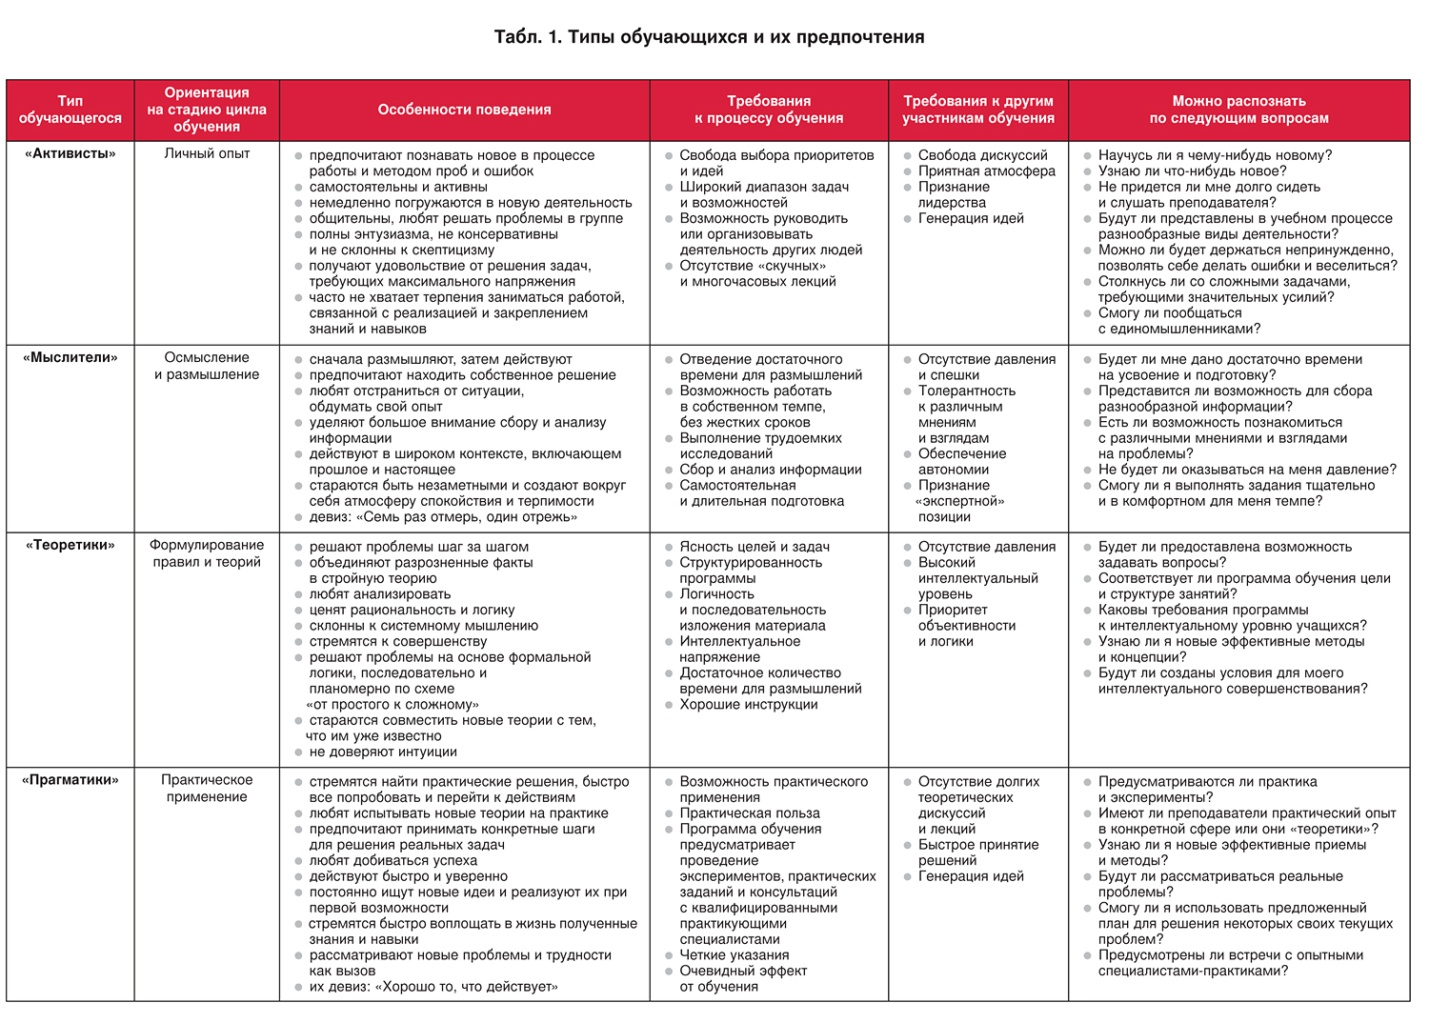 Табл. 1. Типы обучающихся и их предпочтения
Тип
обучающегося
Ориентация
на стадию цикла
обучения
Особенности поведения
Требования
к процессу обучения
Требования к другим
участникам обучения
Можно распознать
по следующим вопросам
«Активисты»
Личный опыт
предпочитают познавать новое в процессе
работы и методом проб и ошибок
самостоятельны и активны
немедленно погружаются в новую деятельность
общительны, любят решать проблемы в группе
полны энтузиазма, не консервативны
и не склонны к скептицизму
получают удовольствие от решения задач,
требующих максимального напряжения
часто не хватает терпения заниматься работой,
связанной с реализацией и закреплением
знаний и навыков
Свобода выбора приоритетов
и идей
Широкий диапазон задач
и возможностей
Возможность руководить
или организовывать
деятельность других людей
Отсутствие «скучных»
и многочасовых лекций
Свобода дискуссий
Приятная атмосфера
Признание
лидерства
Генерация идей
Научусь ли я чему-нибудь новому?
Узнаю ли что-нибудь новое?
Не придется ли мне долго сидеть
и слушать преподавателя?
Будут ли представлены в учебном процессе
разнообразные виды деятельности?
Можно ли будет держаться непринужденно,
позволять себе делать ошибки и веселиться?
Столкнусь ли со сложными задачами,
требующими значительных усилий?
Смогу ли пообщаться
с единомышленниками?
«Мыслители»
Осмысление
и размышление
сначала размышляют, затем действуют
предпочитают находить собственное решение
любят отстраниться от ситуации,
обдумать свой опыт
уделяют большое внимание сбору и анализу
информации
действуют в широком контексте, включающем
прошлое и настоящее
стараются быть незаметными и создают вокруг
себя атмосферу спокойствия и терпимости
девиз: «Семь раз отмерь, один отрежь»
Отведение достаточного
времени для размышлений
Возможность работать
в собственном темпе,
без жестких сроков
Выполнение трудоемких
исследований
Сбор и анализ информации
Самостоятельная
и длительная подготовка
Отсутствие давления
и спешки
Толерантность
к различным
мнениям
и взглядам
Обеспечение
автономии
Признание
«экспертной»
позиции
Будет ли мне дано достаточно времени
на усвоение и подготовку?
Представится ли возможность для сбора
разнообразной информации?
Есть ли возможность познакомиться
с различными мнениями и взглядами
на проблемы?
Не будет ли оказываться на меня давление?
Смогу ли я выполнять задания тщательно
и в комфортном для меня темпе?
«Теоретики»
Формулирование
правил и теорий
решают проблемы шаг за шагом
объединяют разрозненные факты
в стройную теорию
любят анализировать
ценят рациональность и логику
склонны к системному мышлению
стремятся к совершенству
решают проблемы на основе формальной
логики, последовательно и
планомерно по схеме
«от простого к сложному»
стараются совместить новые теории с тем,
что им уже известно
не доверяют интуиции
Ясность целей и задач
Структурированность
программы
Логичность
и последовательность
изложения материала
Интеллектуальное
напряжение
Достаточное количество
времени для размышлений
Хорошие инструкции
Отсутствие давления
Высокий
интеллектуальный
уровень
Приоритет
объективности
и логики
Будет ли предоставлена возможность
задавать вопросы?
Соответствует ли программа обучения цели
и структуре занятий?
Каковы требования программы
к интеллектуальному уровню учащихся?
Узнаю ли я новые эффективные методы
и концепции?
Будут ли созданы условия для моего
интеллектуального совершенствования?
«Прагматики»
Практическое
применение
стремятся найти практические решения, быстро
все попробовать и перейти к действиям
любят испытывать новые теории на практике
предпочитают принимать конкретные шаги
для решения реальных задач
любят добиваться успеха
действуют быстро и уверенно
постоянно ищут новые идеи и реализуют их при
первой возможности
стремятся быстро воплощать в жизнь полученные
знания и навыки
рассматривают новые проблемы и трудности
как вызов
их девиз: «Хорошо то, что действует»
Возможность практического
применения
Практическая польза
Программа обучения
предусматривает
проведение
экспериментов, практических
заданий и консультаций
с квалифицированными
практикующими
специалистами
Четкие указания
Очевидный эффект
от обучения
Отсутствие долгих
теоретических
дискуссий
и лекций
Быстрое принятие
решений
Генерация идей
Предусматриваются ли практика
и эксперименты?
Имеют ли преподаватели практический опыт
в конкретной сфере или они «теоретики»?
Узнаю ли я новые эффективные приемы
и методы?
Будут ли рассматриваться реальные
проблемы?
Смогу ли я использовать предложенный
план для решения некоторых своих текущих
проблем?
Предусмотрены ли встречи с опытными
специалистами-практиками?